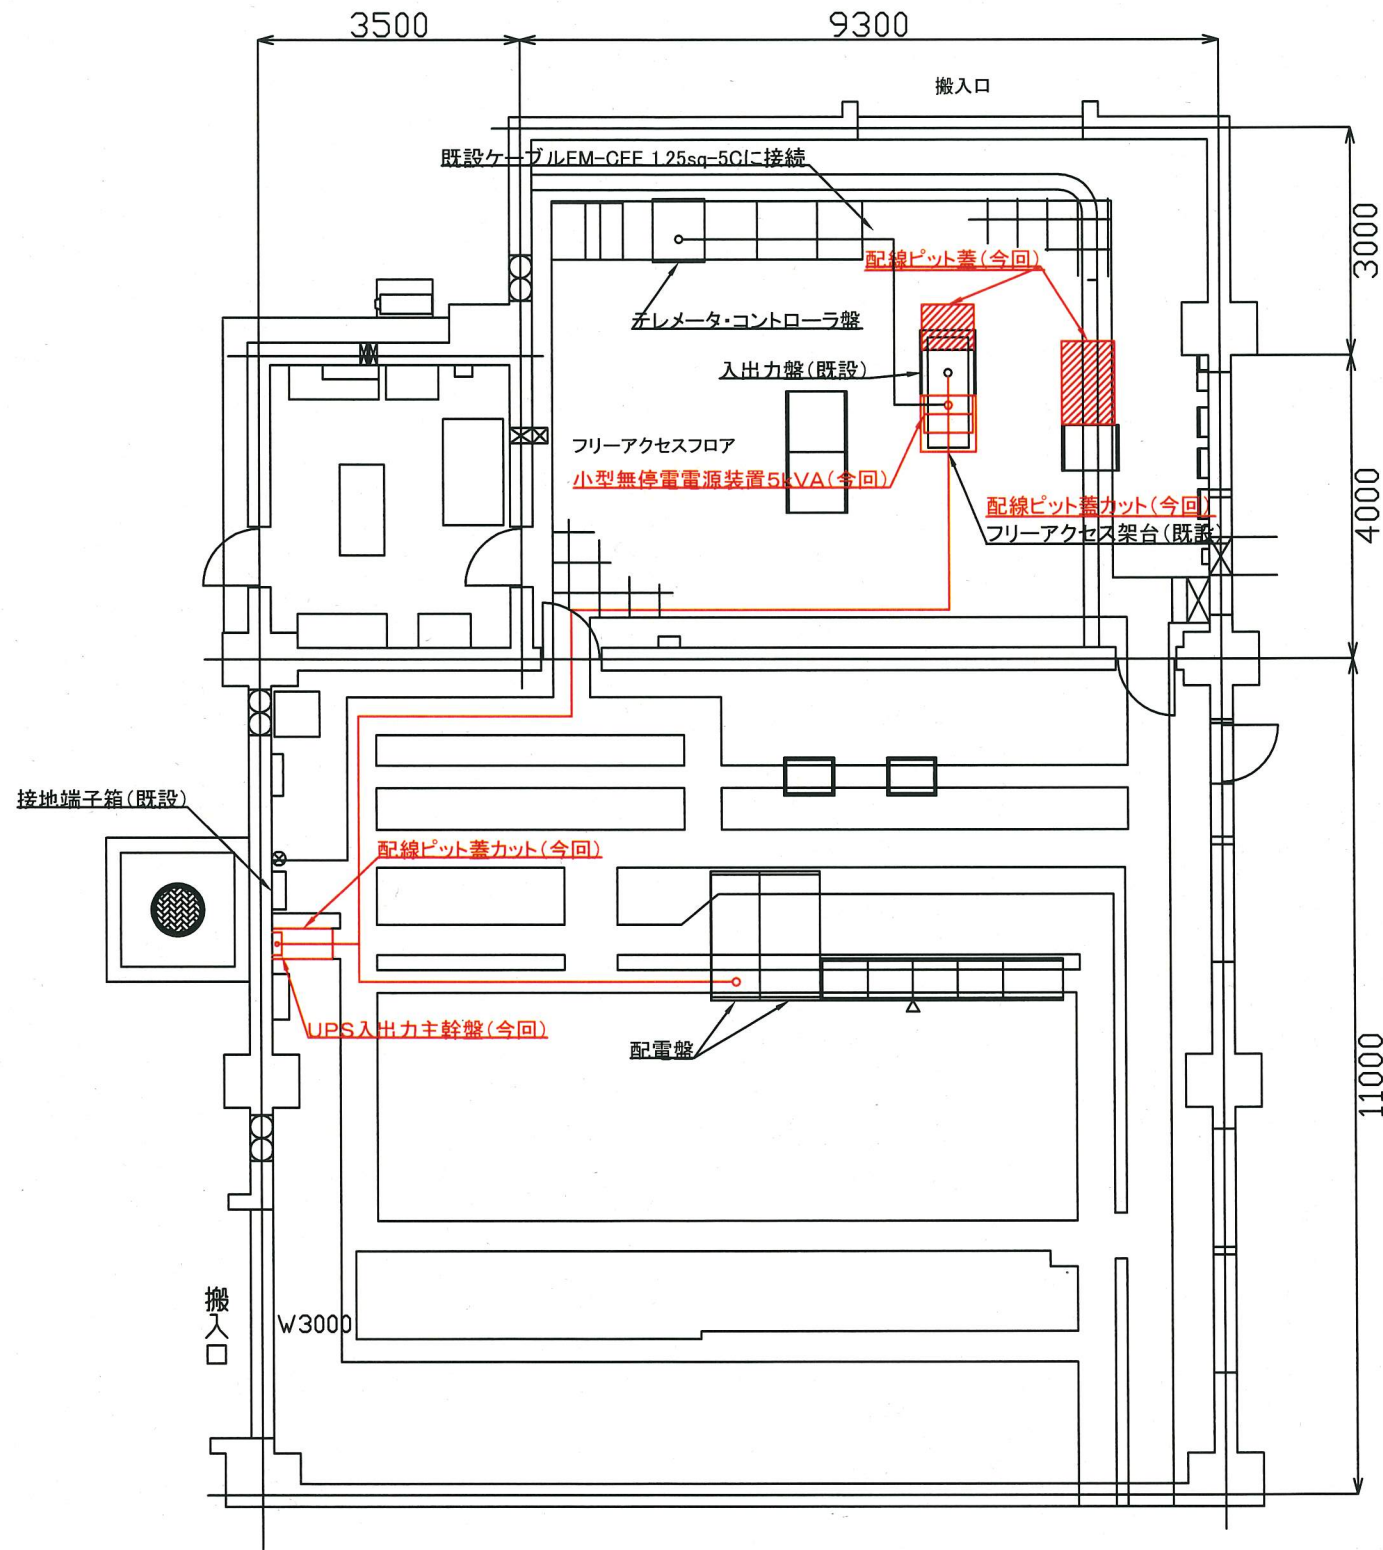 3500
9300
搬入口
既設ケーブルEM-CEE 1.25sq-5Cに接続
3000
配線ピット蓋(今回)
テレメータ・コントローラ盤
入出力盤(既設)
フリーアクセスフロア
小型無停電電源装置5kVA(今回)
4000
配線ピット蓋カット(今回)
フリーアクセス架台(既設)
接地端子箱(既設)
配線ピット蓋カット(今回)
UPS入出力主幹盤(今回)
配電盤
11000
搬入口
W3000